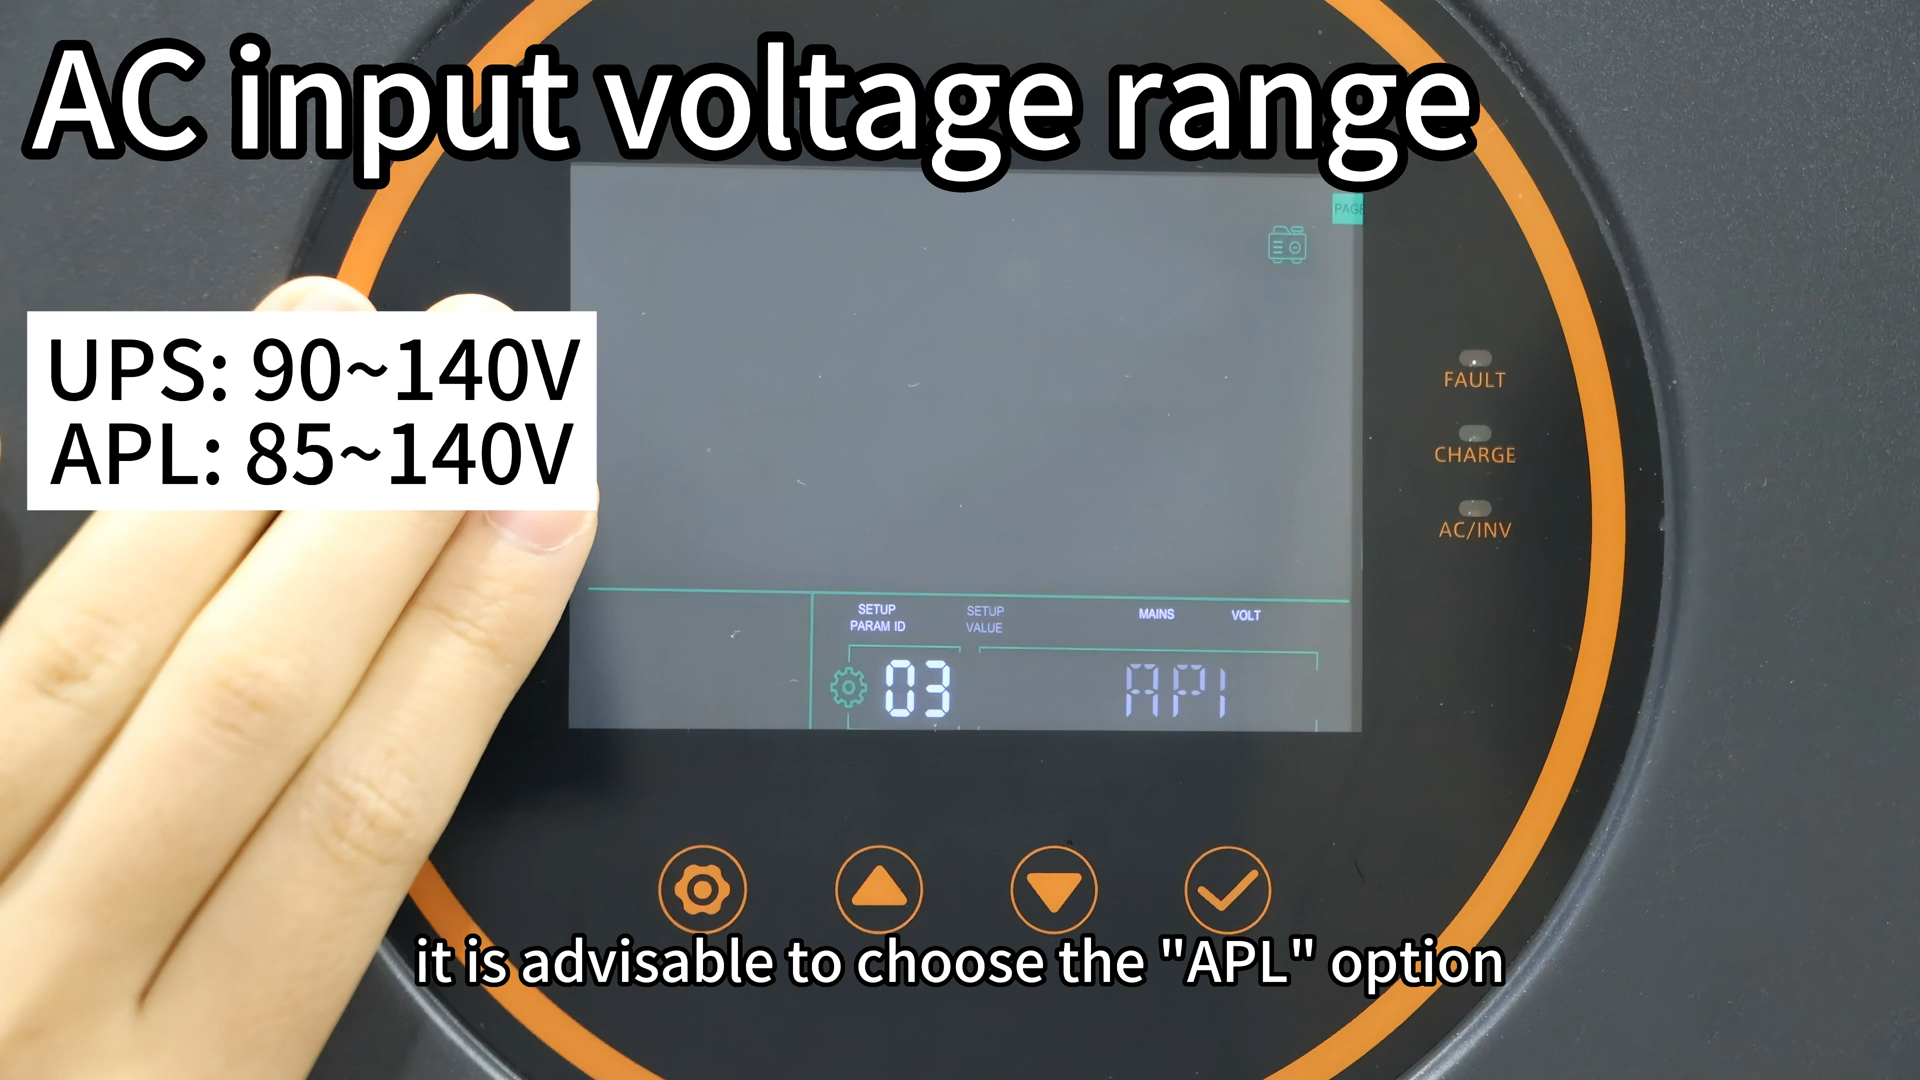 AC input voltage range
PAGE
UPS: 90~140V
APL: 85~140V
FAULT
CHARGE
AC/INV
SETUP
PARAM ID
SETUP
VALUE
MAINS
VOLT
03
APl
it is advisable to choose the "APL" option